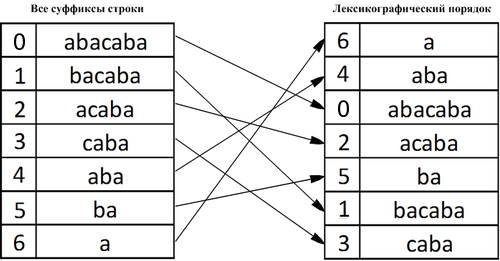 Все суффиксы строки
0 abacaba
1 bacaba
2 acaba
3 caba
4 aba
5 ba
6 a
Лексикографический порядок
6 a
4 aba
0 abacaba
2 acaba
5 ba
1 bacaba
3 caba